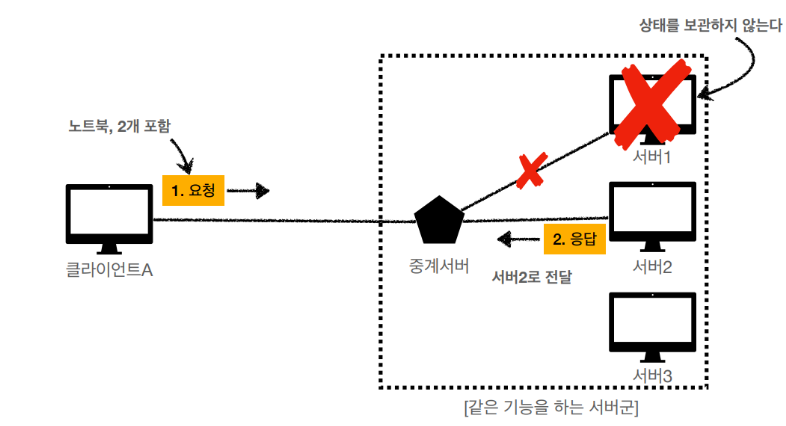 상태를 보관하지 않는다
노트북, 2개 포함
서버1
1. 요청
2. 응답
클라이언트A
중계서버
서버2로 전달
서버2
서버3
[같은 기능을 하는 서버군]